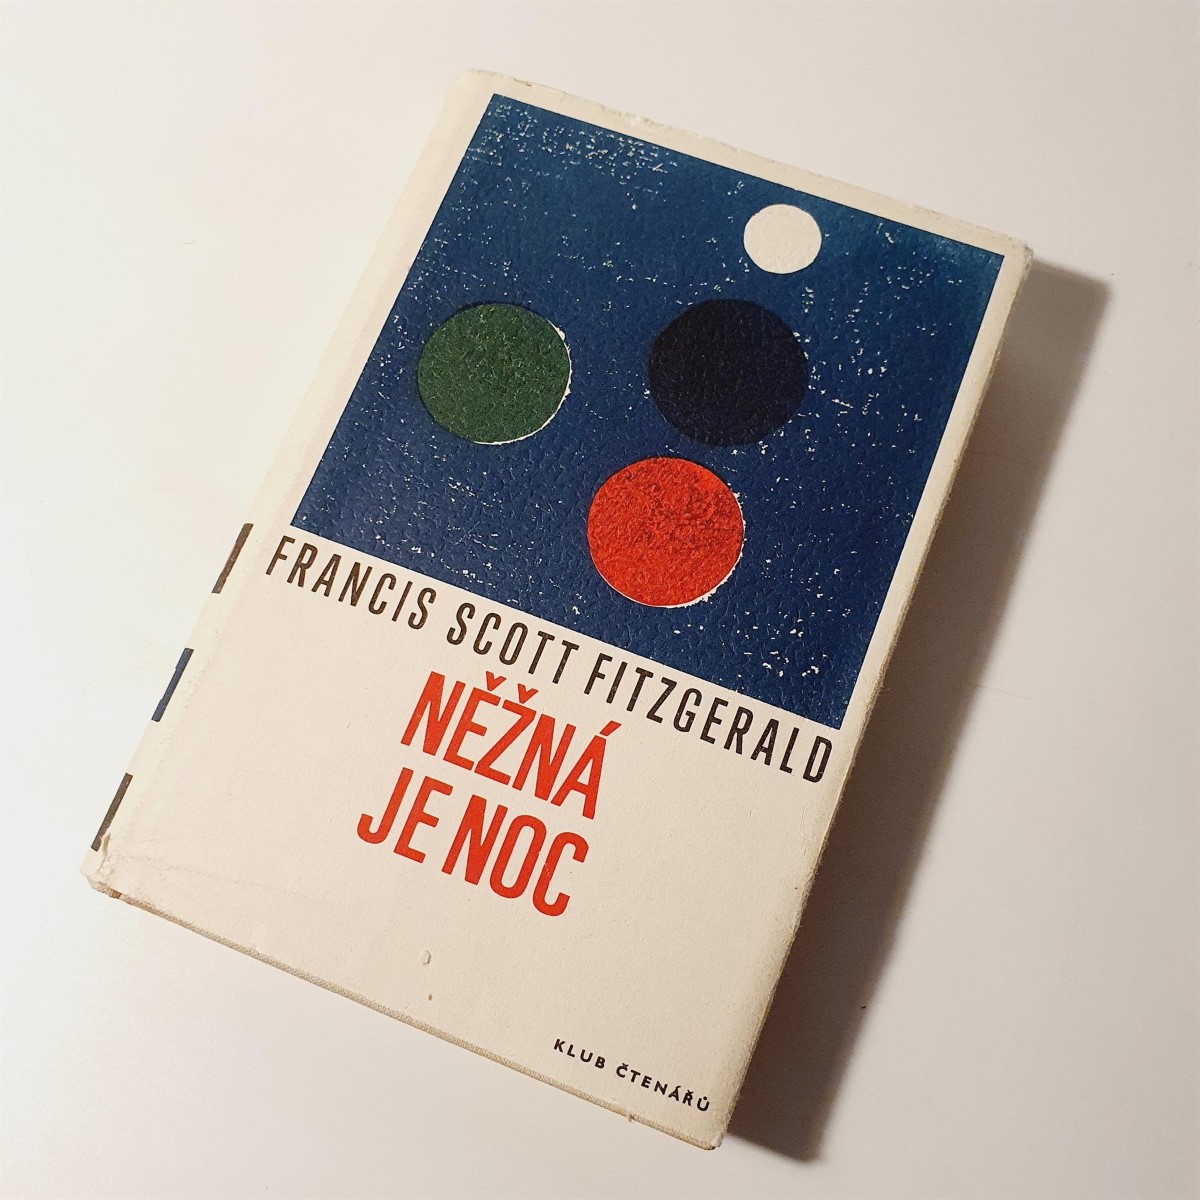 FRANCIS SCOTT FITZGERALD
NĚŽNÁ
JE NOC
KLUB ČTENÁŘŮ